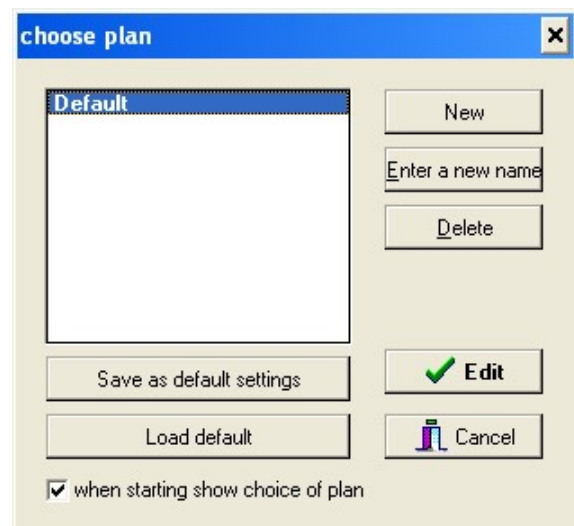 choose plan
Default
New
Enter a new name
Delete
Save as default settings
Edit
Load default
Cancel
when starting show choice of plan